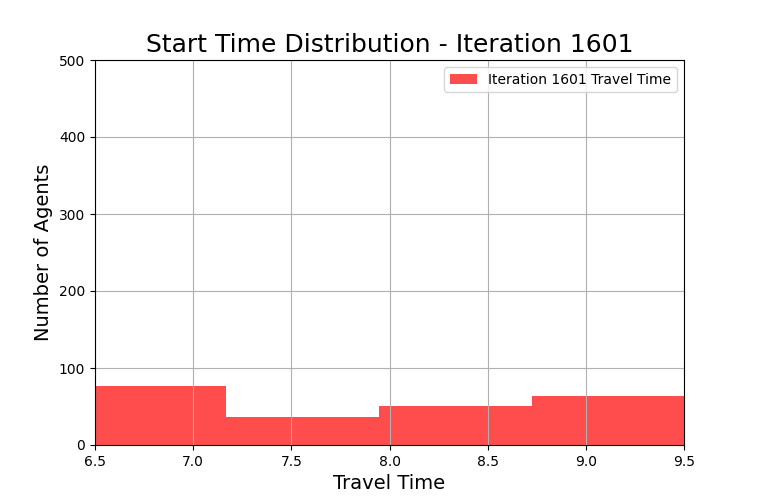 Start Time Distribution - Iteration 1601
Iteration 1601 Travel Time
Number of Agents
500
400
300
200
100
0
6.5 7.0 7.5 8.0 8.5 9.0 9.5
Travel Time